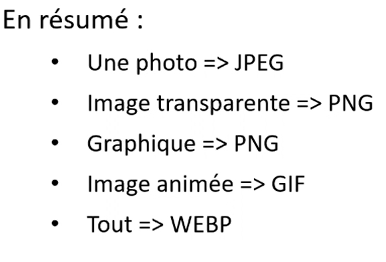 En résumé :
• Une photo => JPEG
• Image transparente => PNG
• Graphique => PNG
• Image animée => GIF
• Tout => WEBP